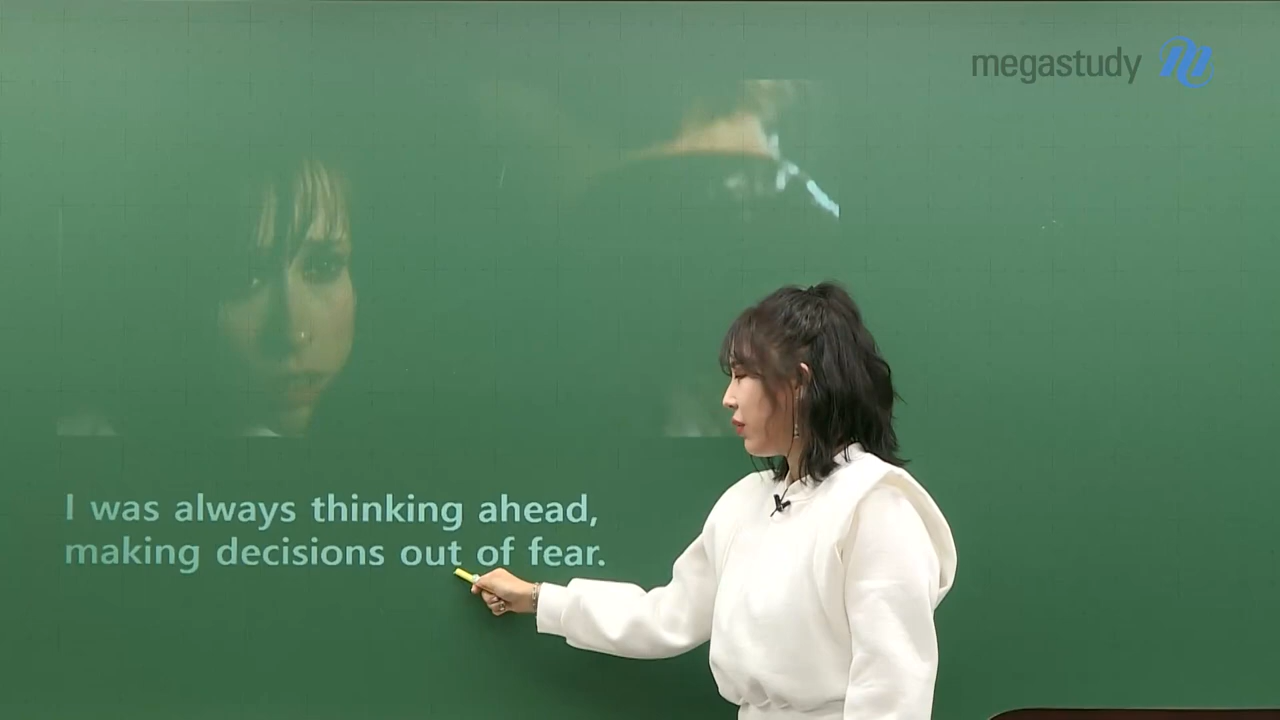 megastudy
I was always thinking ahead,
making decisions out of fear.